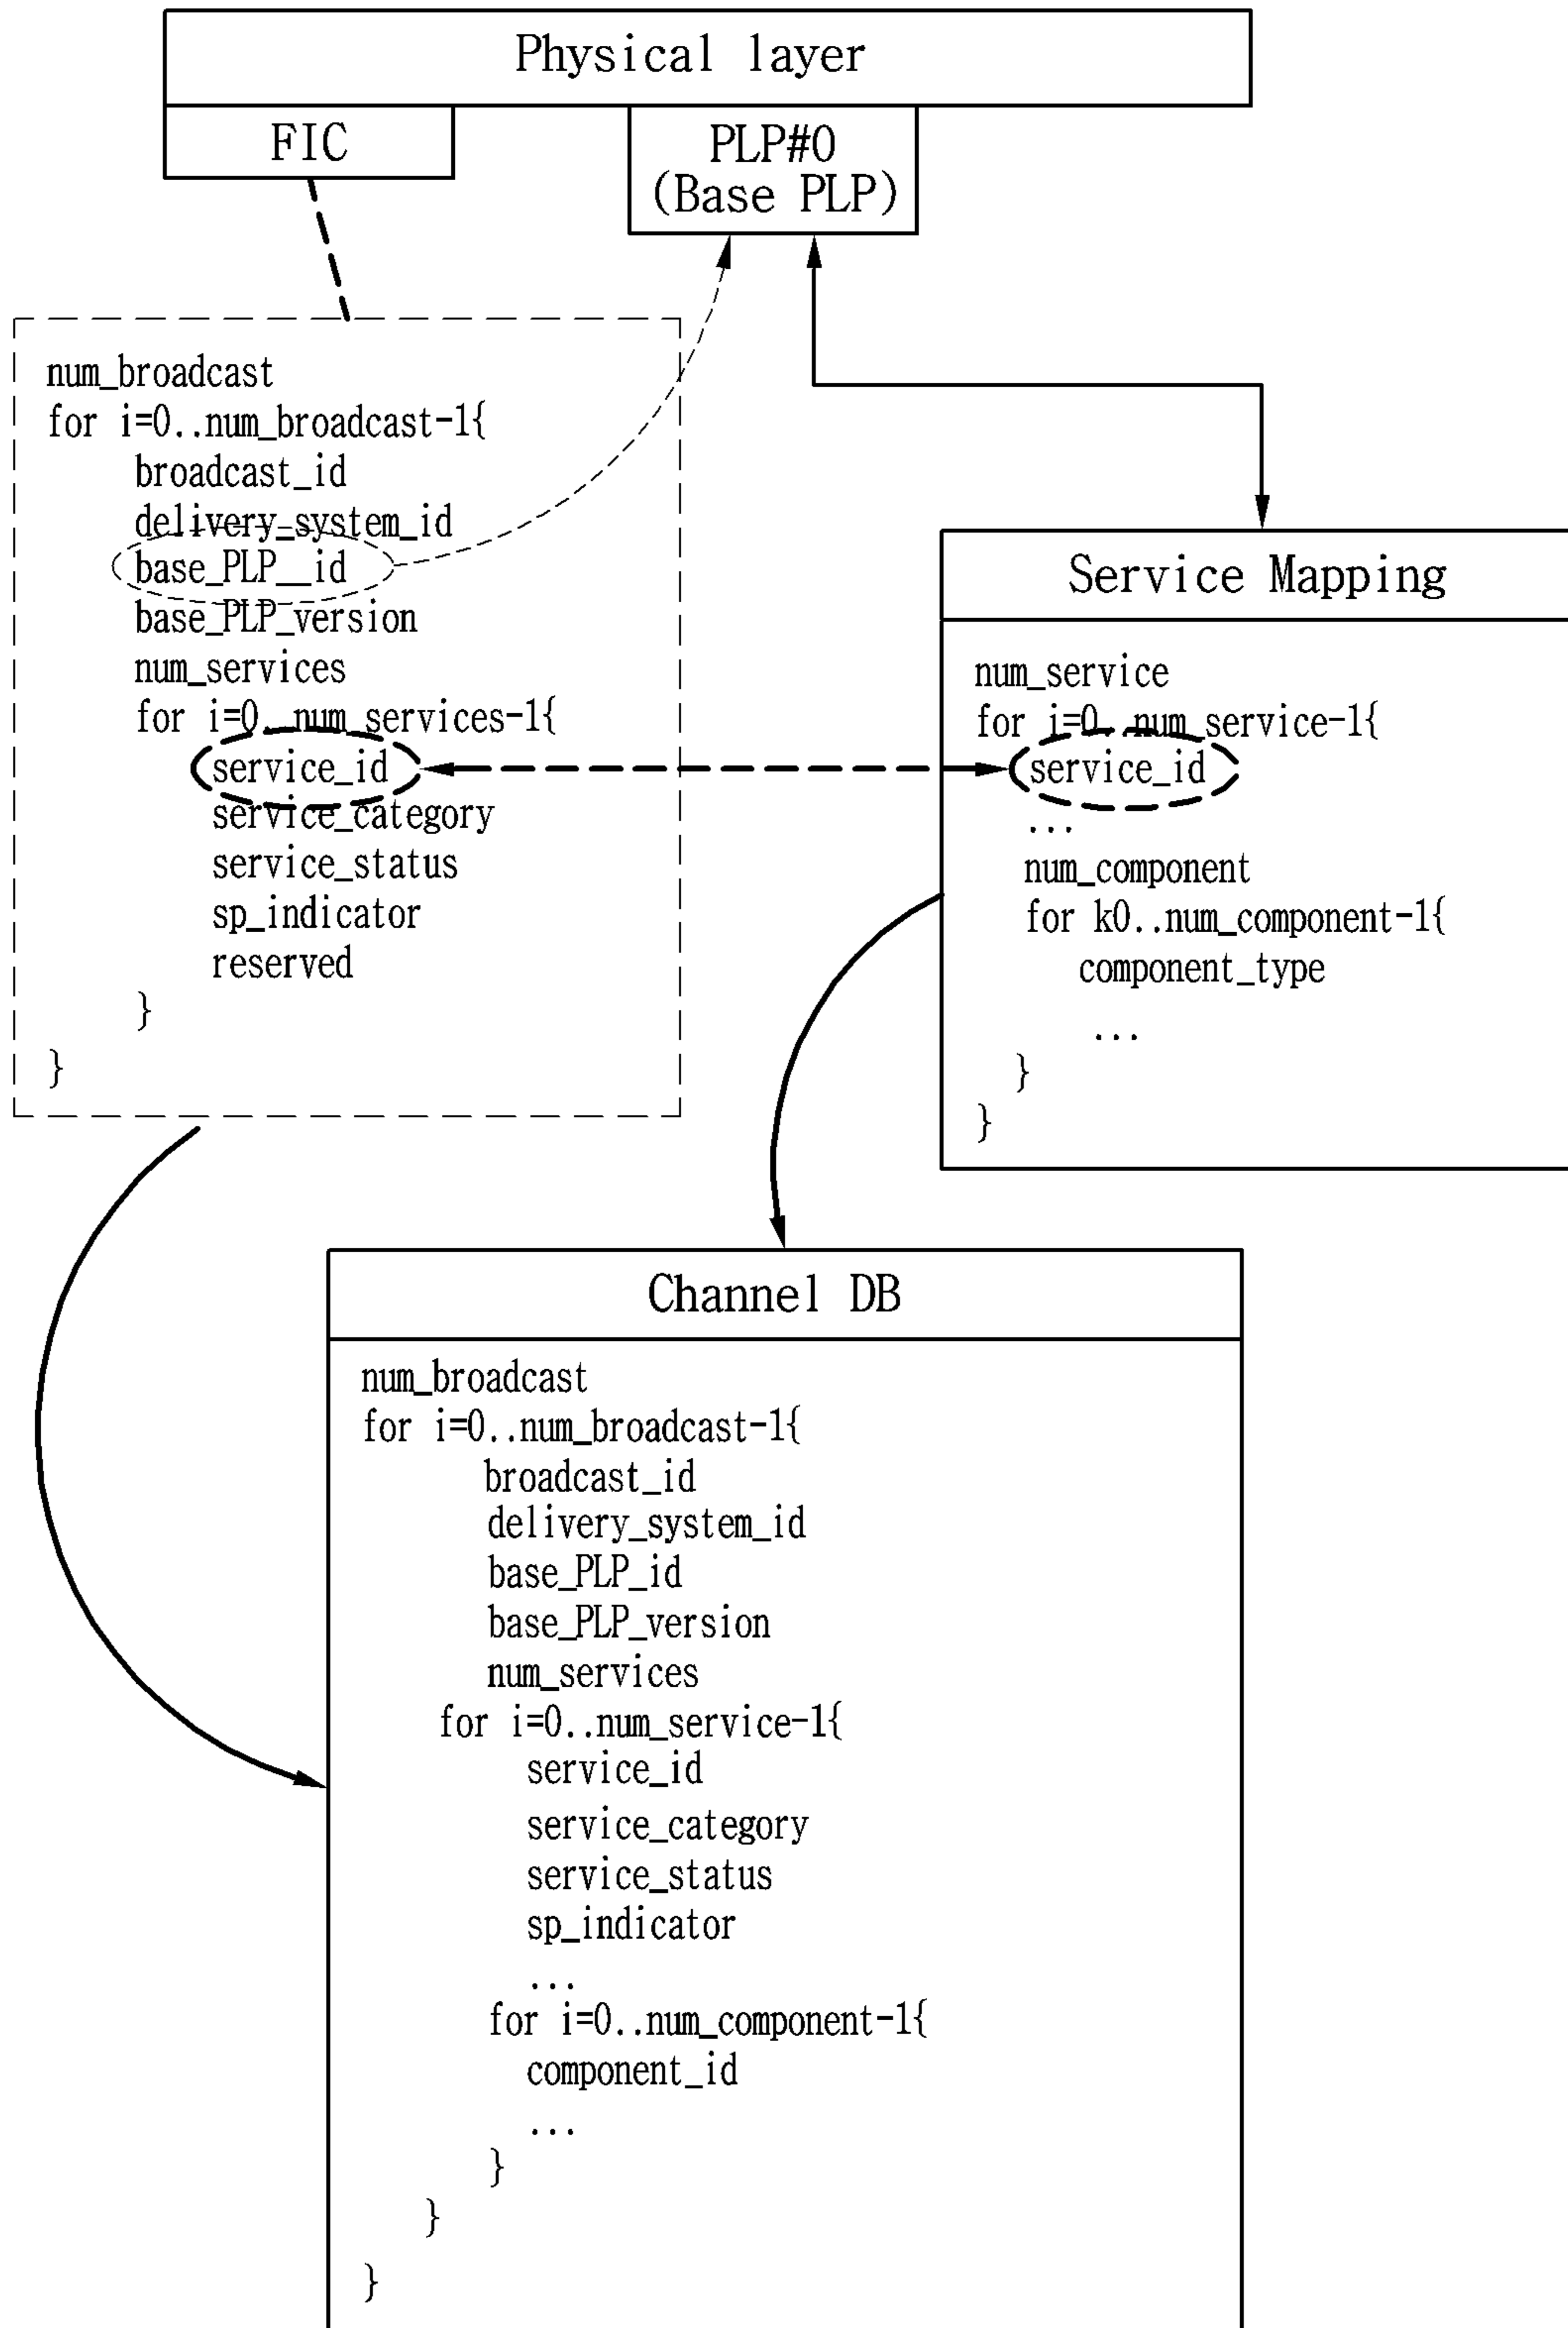 Physical layer
FIC
PLP#0
(Base PLP)
num_broadcast
for i=0..num_broadcast-1{
broadcast_id
delivery_system_id
base_PLP__id
base_PLP_version
num_services
for i=0..num_services-1{
service_id
service_category
service_status
sp_indicator
reserved
}
}
Service Mapping
num_service
for i=0..num_service-1{
service_id
...
num_component
for k0..num_component-1{
component_type
...
}
}
Channel DB
num_broadcast
for i=0..num_broadcast-1{
broadcast_id
delivery_system_id
base_PLP_id
base_PLP_version
num_services
for i=0..num_service-1{
service_id
service_category
service_status
sp_indicator
...
for i=0..num_component-1{
component_id
...
}
}
}